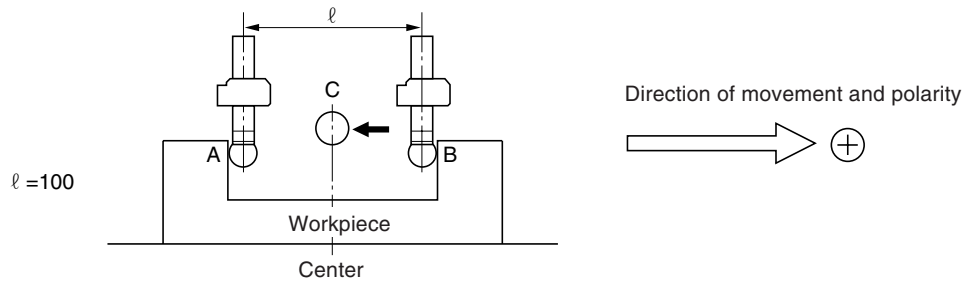 ℓ
C
Direction of movement and polarity
A
B
ℓ =100
Workpiece
Center